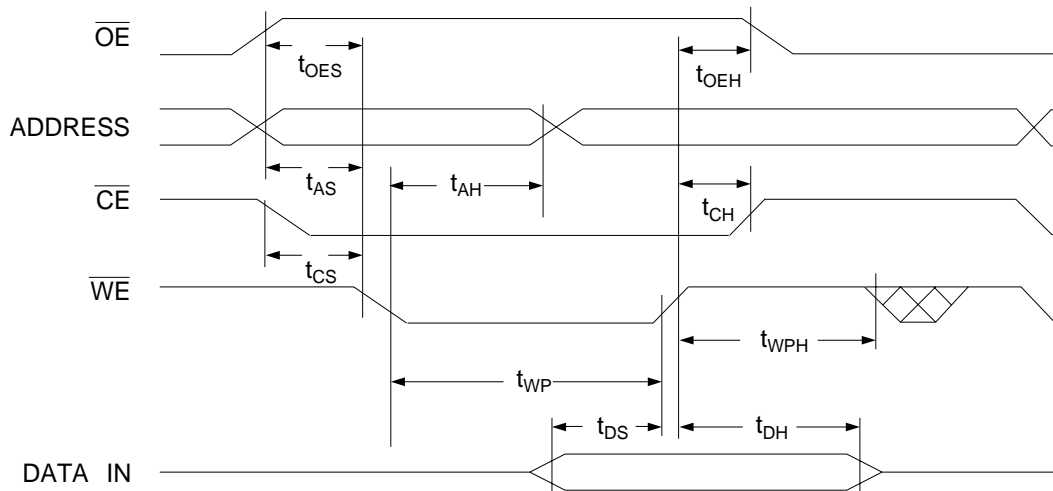 OE
tOES
tOEH
ADDRESS
tAS
tAH
CE
tCH
tCS
WE
tWPH
tWP
tDS
tDH
DATA IN